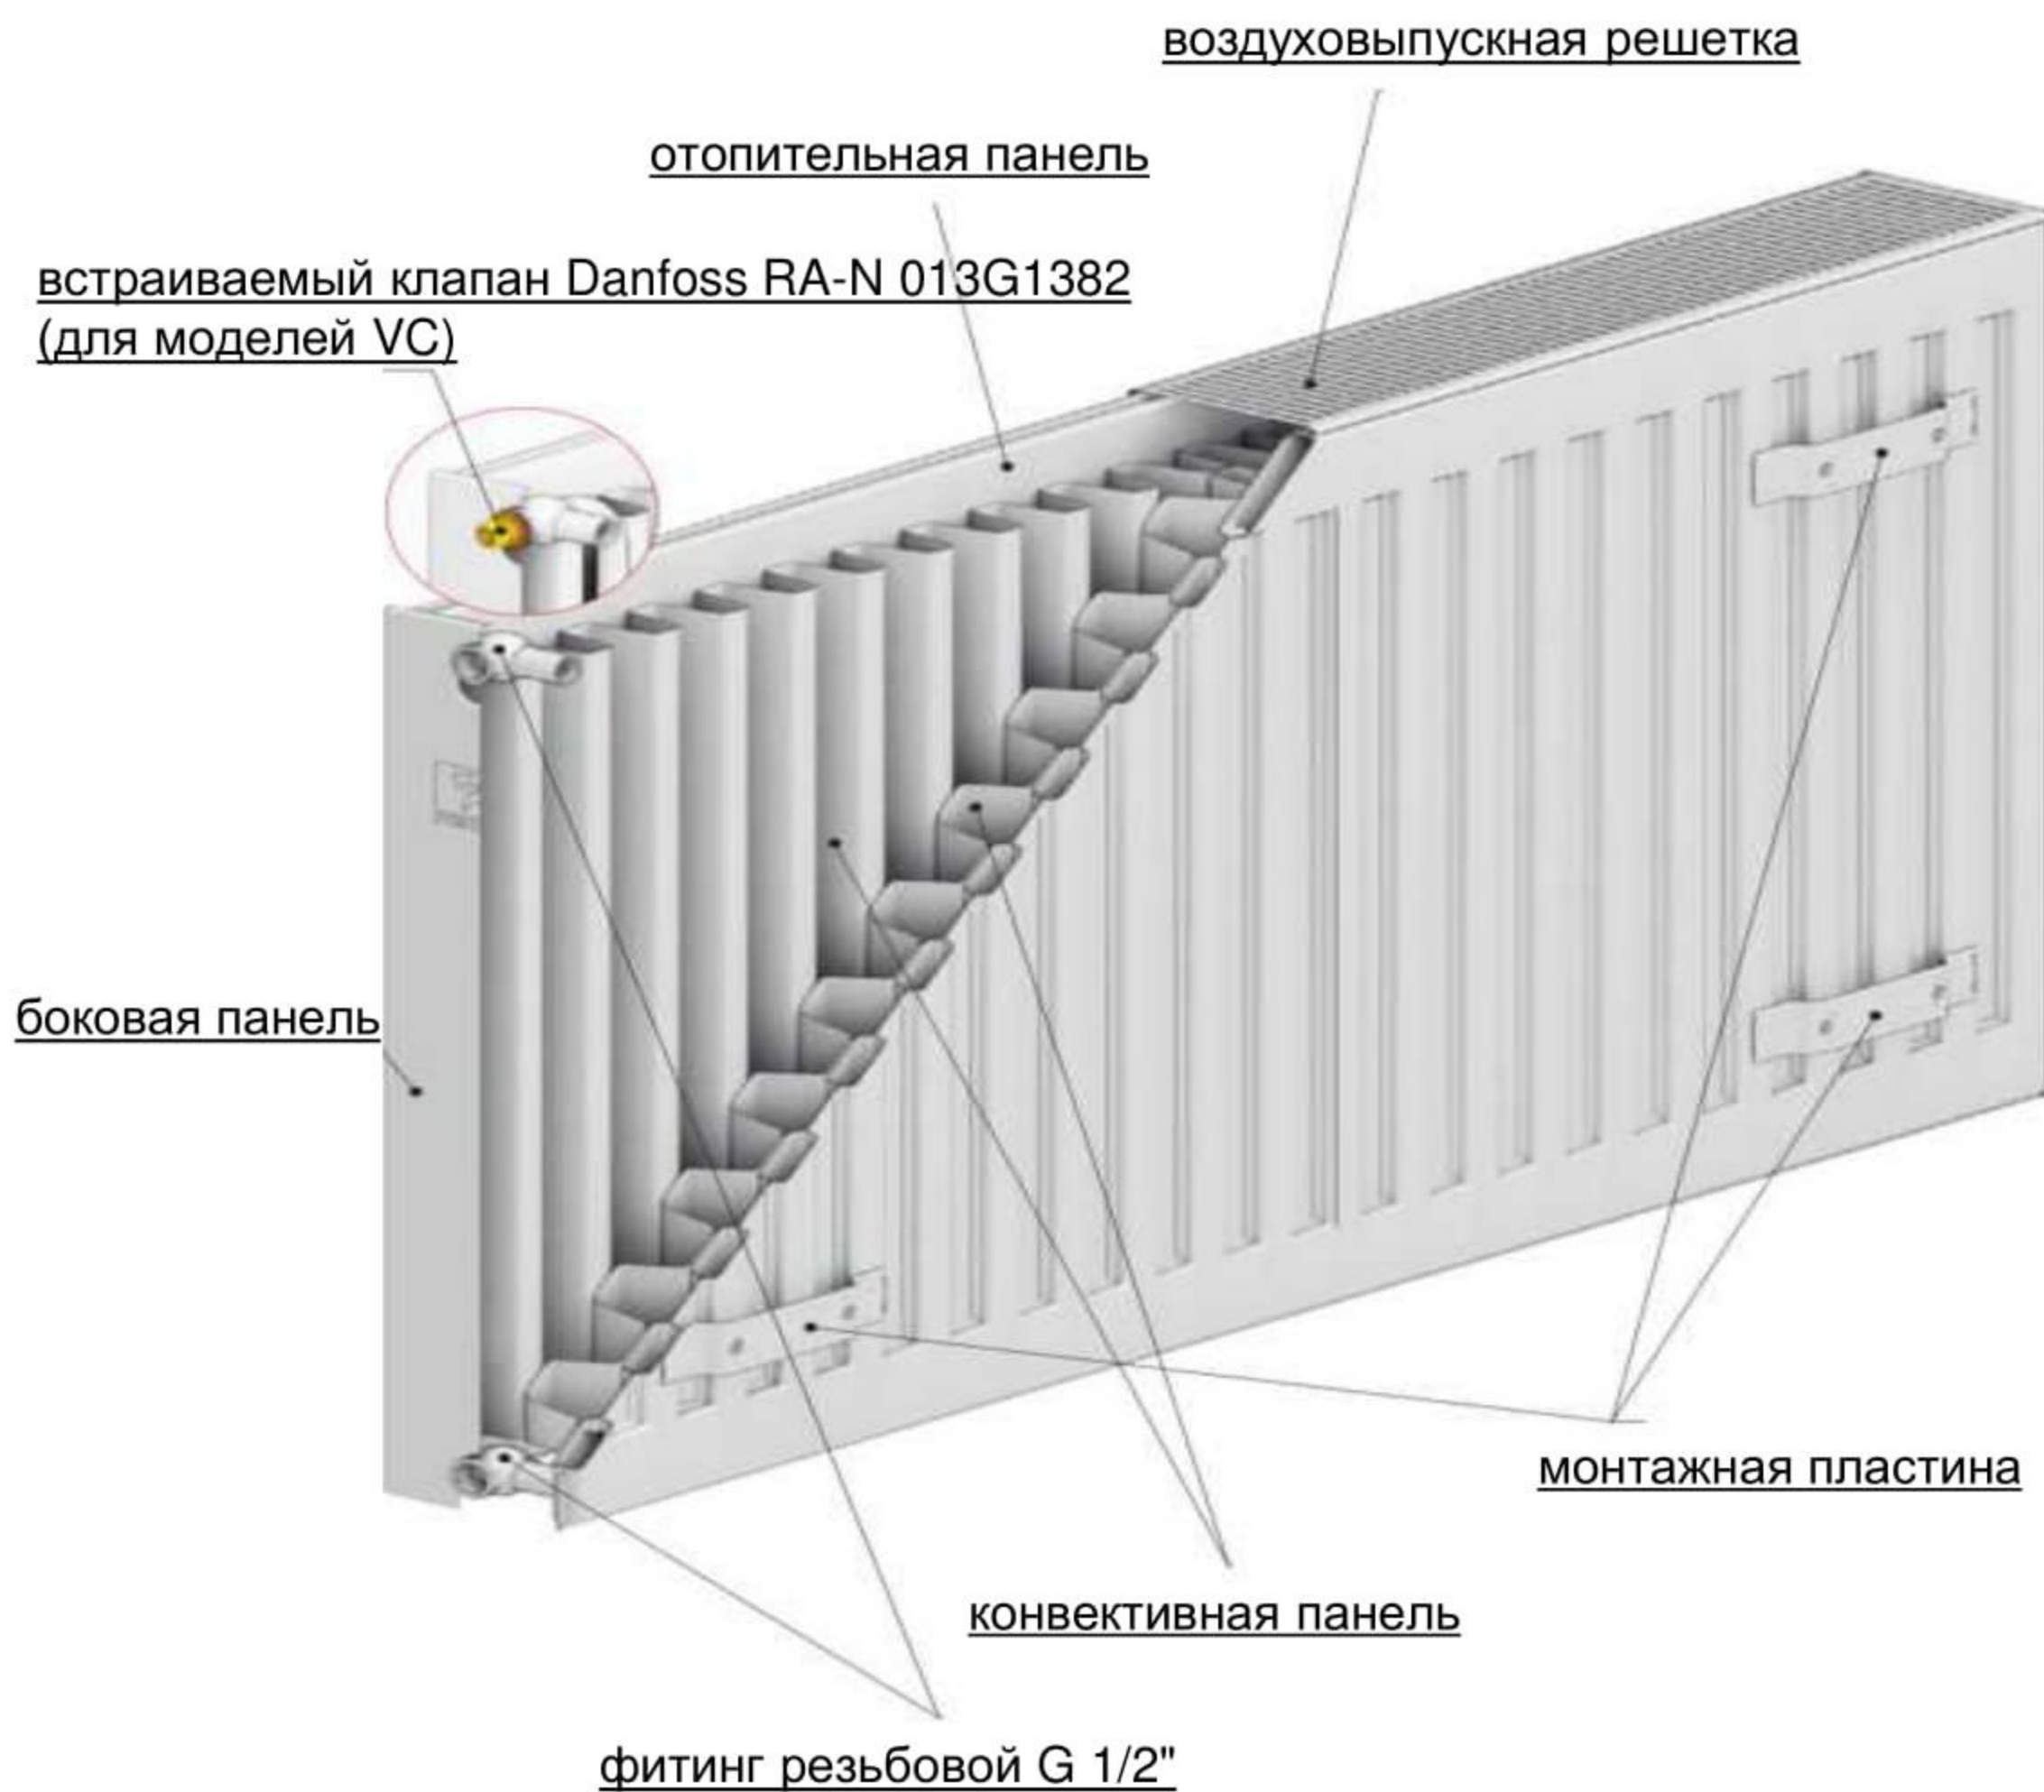 воздуховыпускная решетка
отопительная панель
встраиваемый клапан Danfoss RA-N 013G1382
(для моделей VC)
боковая панель
монтажная пластина
конвективная панель
фитинг резьбовой G 1/2"